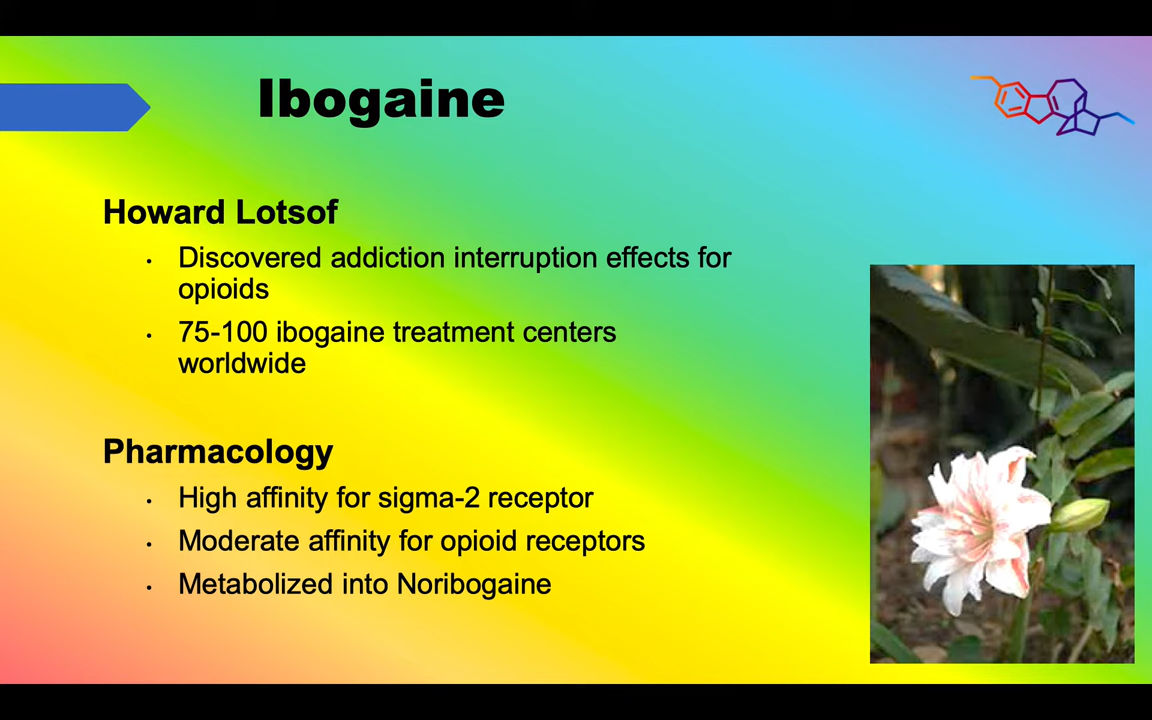 Ibogaine
Howard Lotsof
• Discovered addiction interruption effects for
opioids
• 75-100 ibogaine treatment centers
worldwide
Pharmacology
• High affinity for sigma-2 receptor
• Moderate affinity for opioid receptors
• Metabolized into Noribogaine